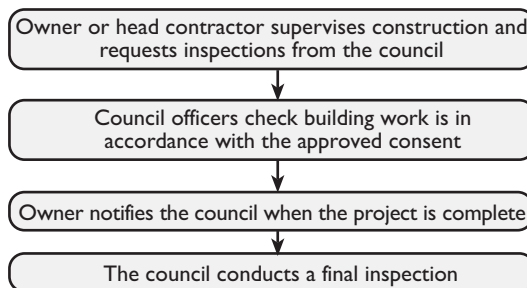 Owner or head contractor supervises construction and
requests inspections from the council
Council officers check building work is in
accordance with the approved consent
Owner notifies the council when the project is complete
The council conducts a final inspection